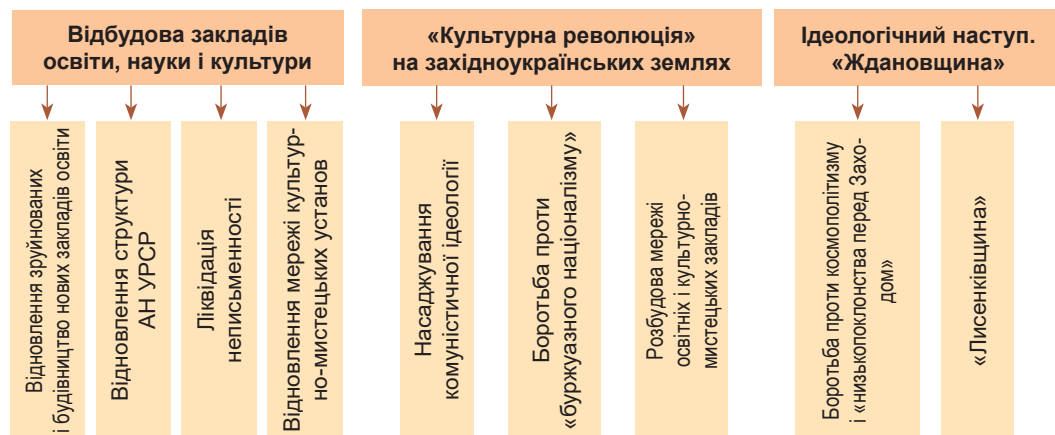 Відбудова закладів
освіти, науки і культури
Відновлення зруйнованих
і будівництво нових закладів освіти
Відновлення структури
АН УРСР
Ліквідація
неписьменності
Відновлення мережі культур-
но-мистецьких установ
«Культурна революція»
на західноукраїнських землях
Насаджування
комуністичної ідеології
Боротьба проти
«буржуазного націоналізму»
Розбудова мережі
освітніх і культурно-
мистецьких закладів
Ідеологічний наступ.
«Ждановщина»
Боротьба проти космополітизму
і «низькопоклонства перед Захо-
дом»
«Лисенківщина»